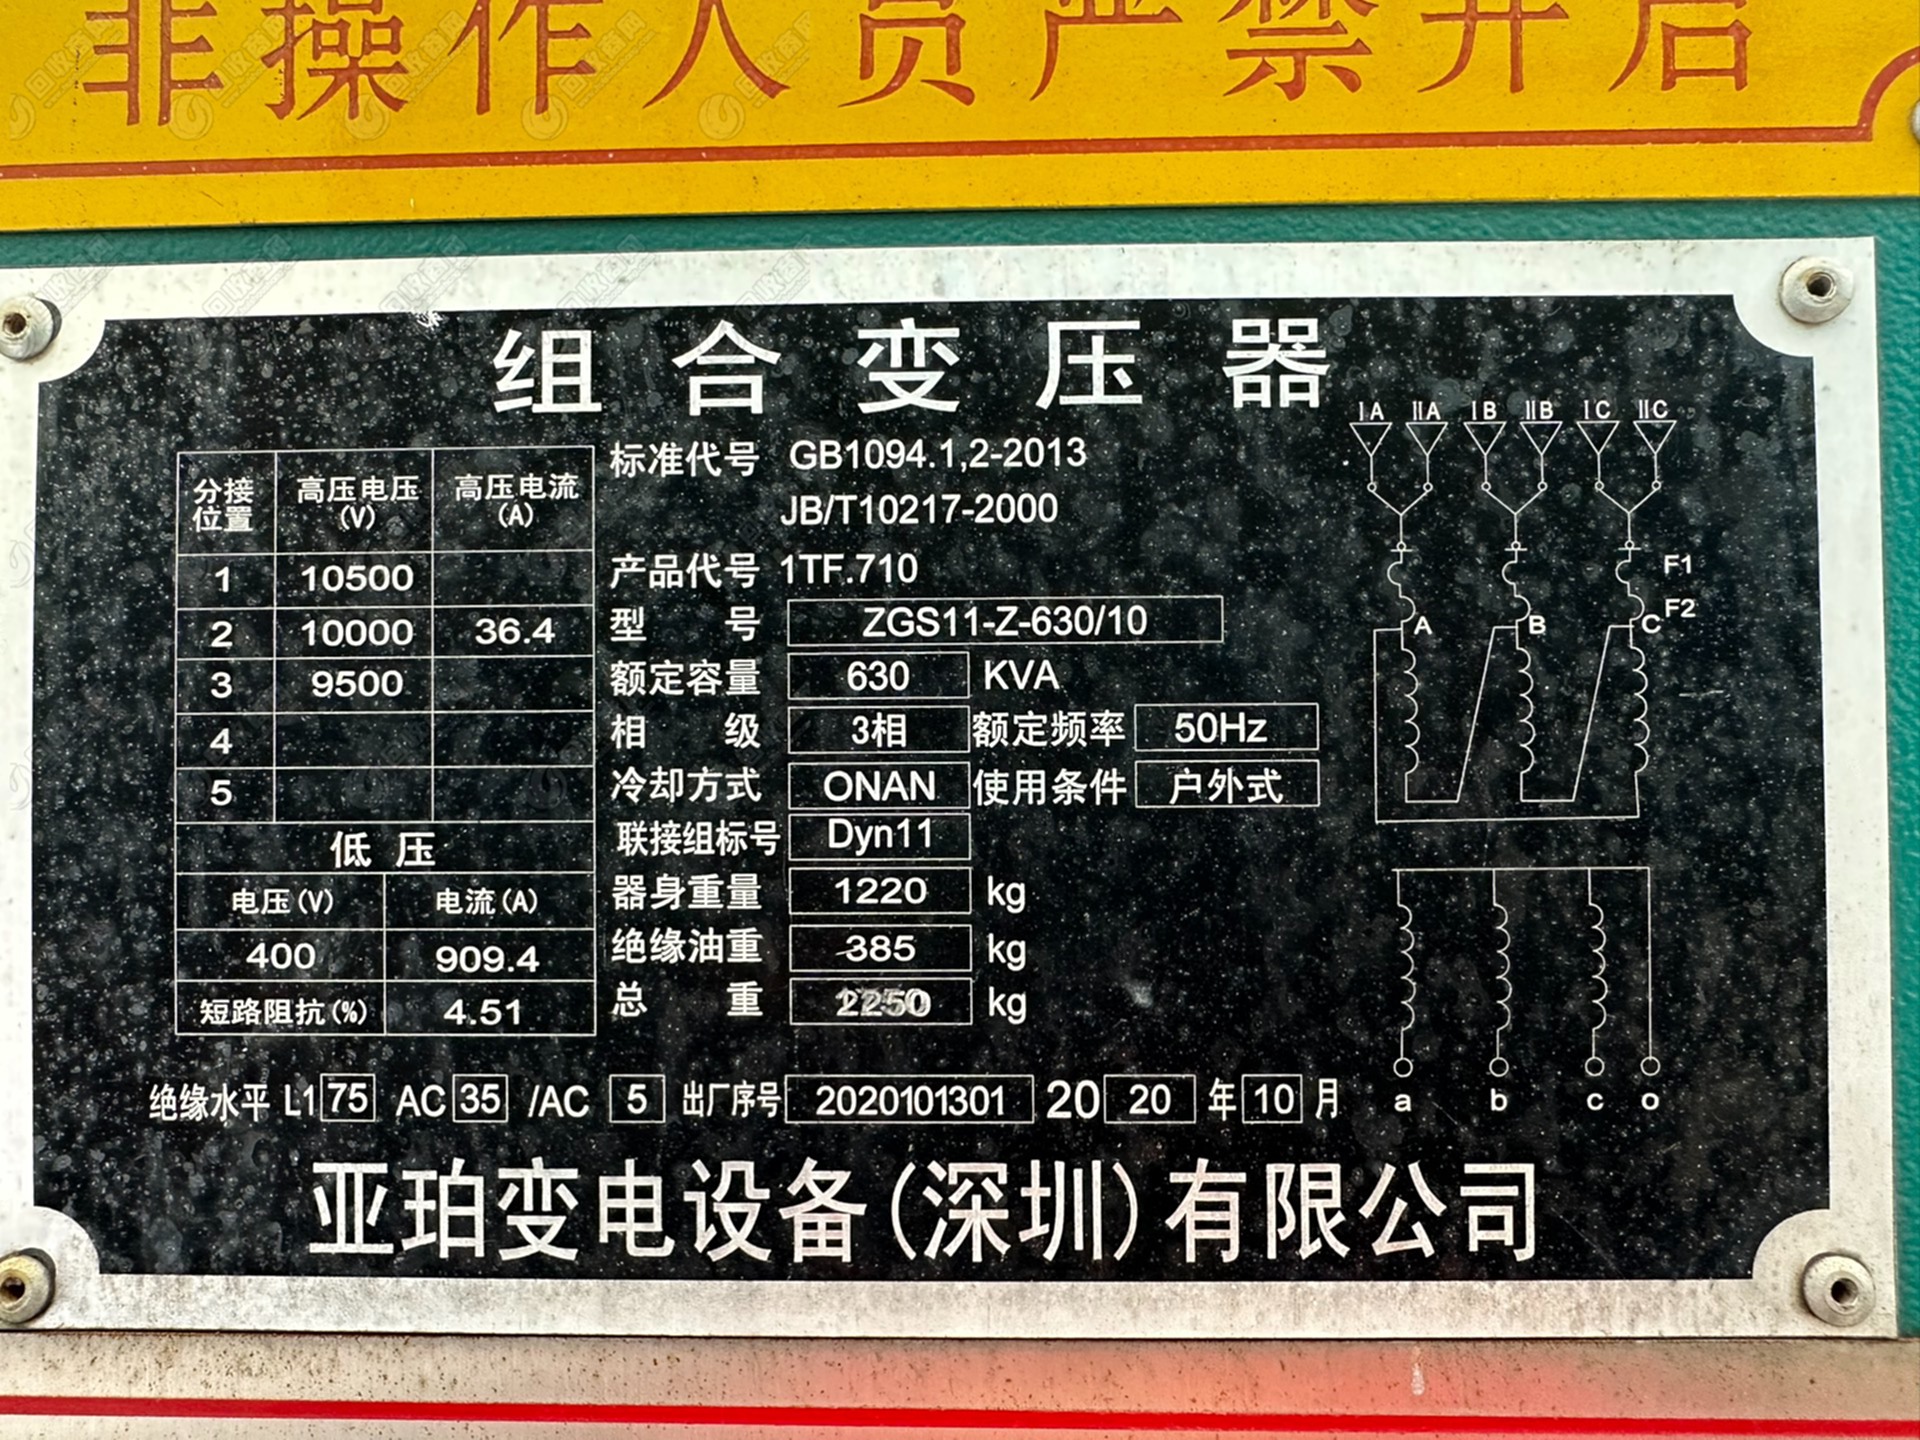 非操作人员严禁开启
组合变压器
分接位置 高压电压(V) 高压电流(A)
1 10500
2 10000 36.4
3 9500
4
5
低压
电压(V) 电流(A)
400 909.4
短路阻抗(%) 4.51
标准代号 GB1094.1,2-2013
JB/T10217-2000
产品代号 1TF.710
型号 ZGS11-Z-630/10
额定容量 630 KVA
相级 3相 额定频率 50Hz
冷却方式 ONAN 使用条件 户外式
联接组标号 Dyn11
器身重量 1220 kg
绝缘油重 385 kg
总重 2250 kg
IA IIA IB IIB IC IIC
F1
F2
A B C
a b c o
绝缘水平 L1 75 AC 35 /AC 5 出厂序号 2020101301 20 20 年 10 月
亚珀变电设备(深圳)有限公司